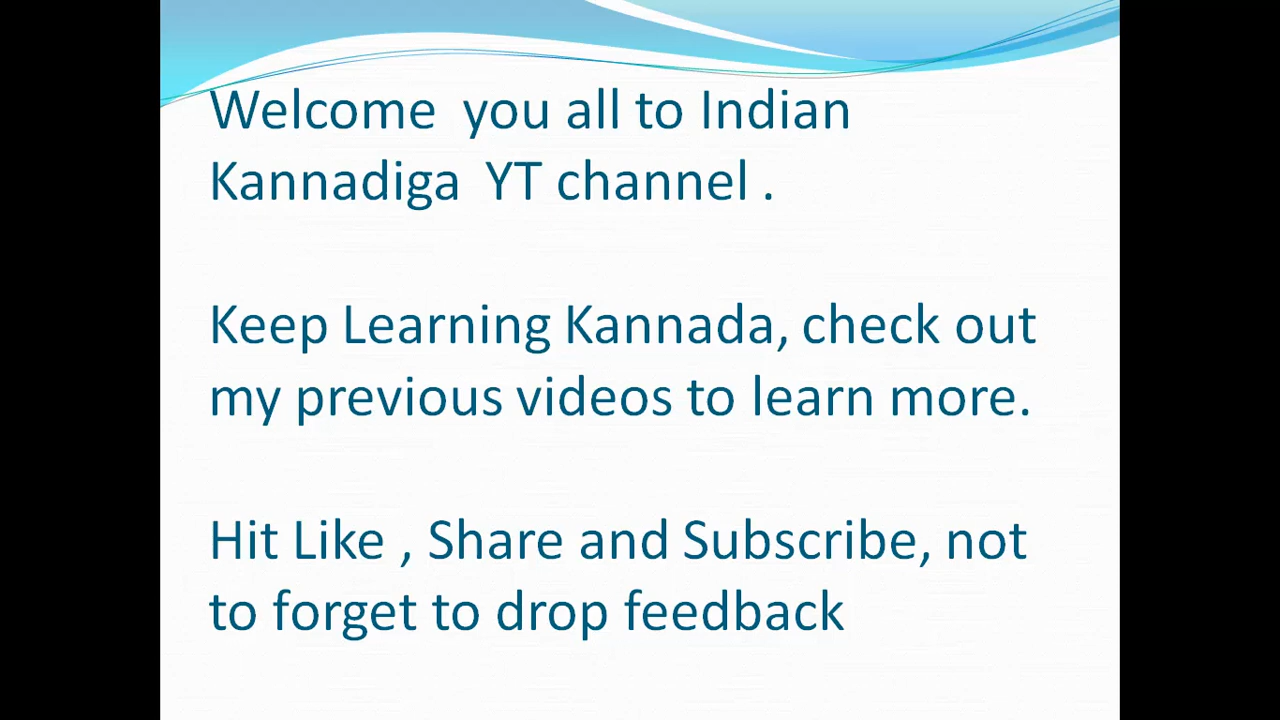 Welcome  you all to Indian
Kannadiga  YT channel .
Keep Learning Kannada, check out
my previous videos to learn more.
Hit Like , Share and Subscribe, not
to forget to drop feedback